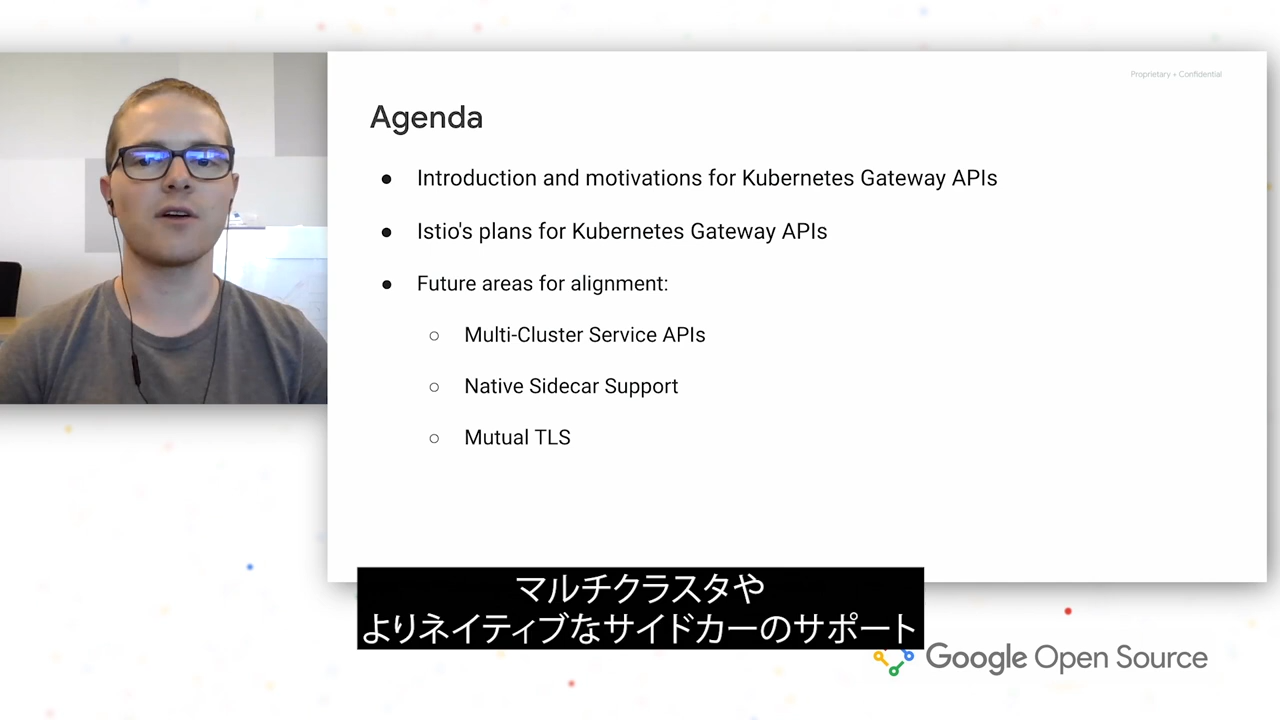 Proprietary + Confidential
Agenda
● Introduction and motivations for Kubernetes Gateway APIs
● Istio's plans for Kubernetes Gateway APIs
● Future areas for alignment:
○ Multi-Cluster Service APIs
○ Native Sidecar Support
○ Mutual TLS
マルチクラスタや
よりネイティブなサイドカーのサポート
Google Open Source